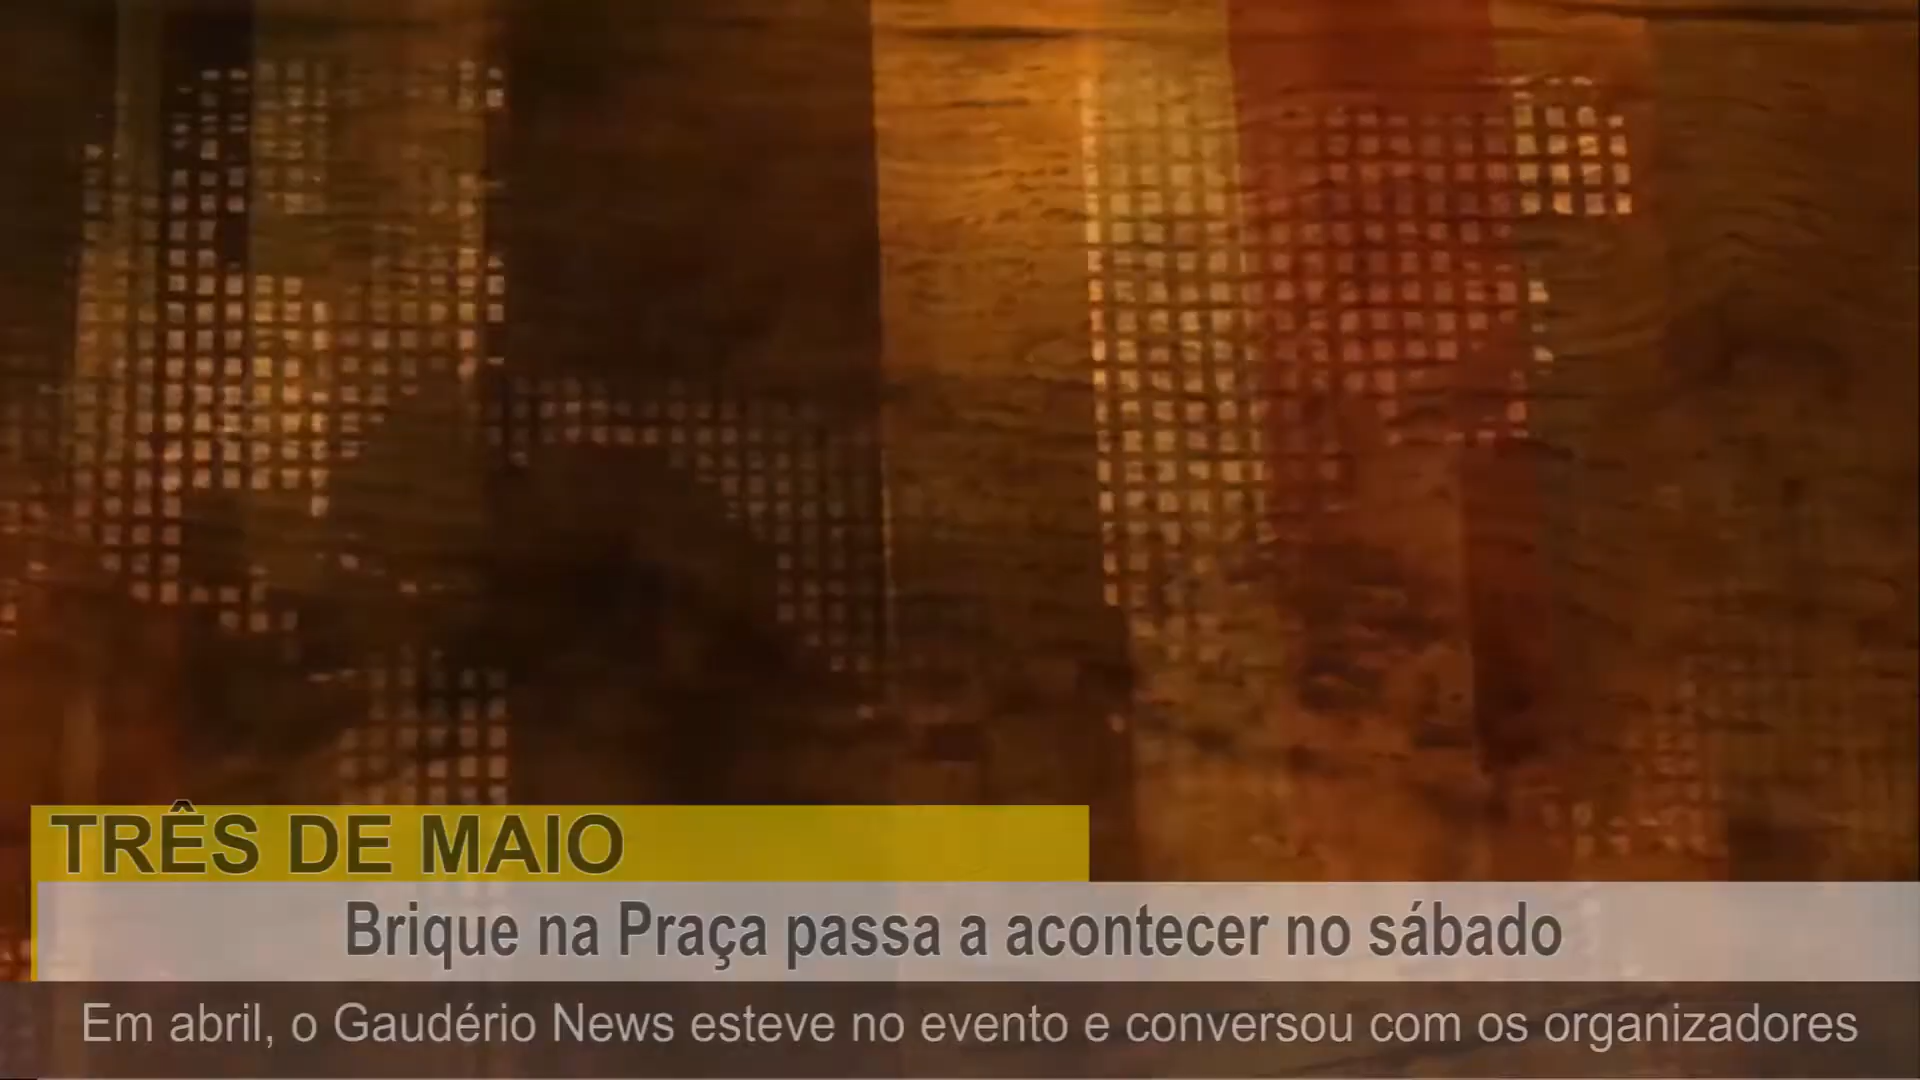 TRÊS DE MAIO
Brique na Praça passa a acontecer no sábado
Em abril, o Gaudério News esteve no evento e conversou com os organizadores